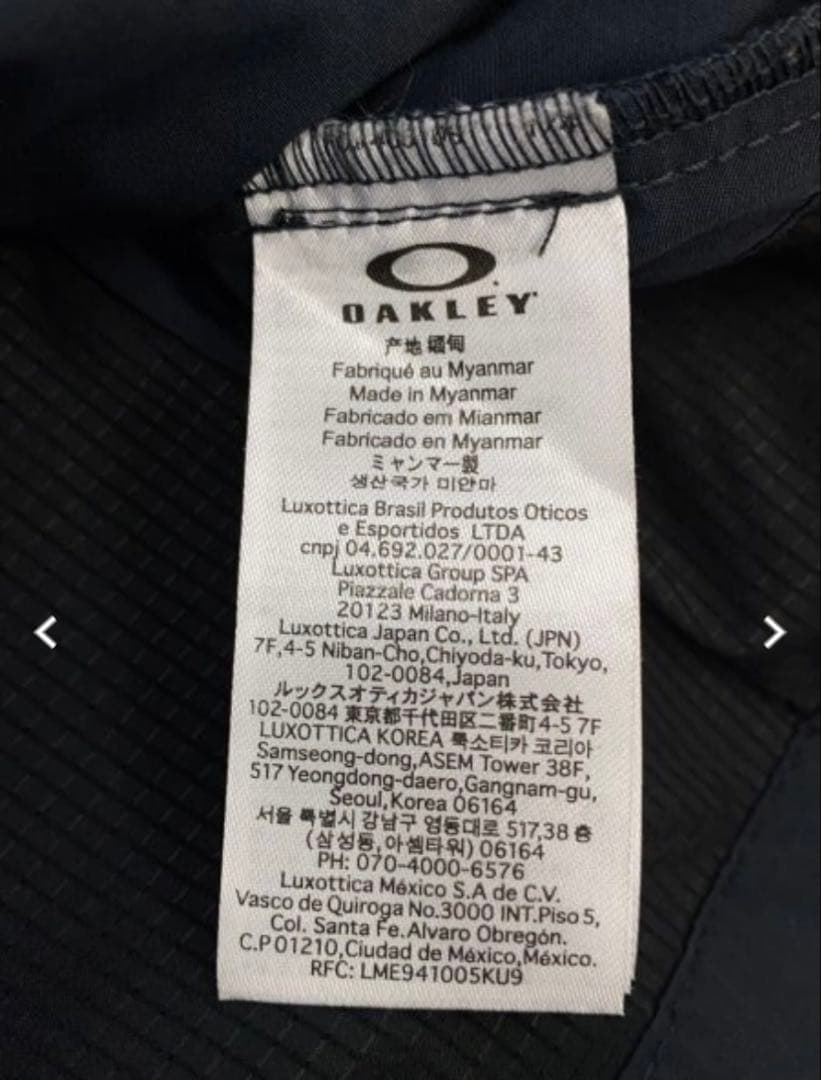 OAKLEY
产地 缅甸
Fabriqué au Myanmar
Made in Myanmar
Fabricado em Mianmar
Fabricado en Myanmar
ミャンマー製
생산국가 미얀마
Luxottica Brasil Produtos Oticos
e Esportidos LTDA
cnpj 04.692.027/0001-43
Luxottica Group SPA
Piazzale Cadorna 3
20123 Milano-Italy
Luxottica Japan Co., Ltd. (JPN)
7F,4-5 Niban-Cho,Chiyoda-ku,Tokyo,
102-0084,Japan
ルックスオティカジャパン株式会社
102-0084 東京都千代田区二番町4-5 7F
LUXOTTICA KOREA 룩소티카 코리아
Samseong-dong,ASEM Tower 38F,
517 Yeongdong-daero,Gangnam-gu,
Seoul,Korea 06164
서울 특별시 강남구 영동대로 517,38 층
(삼성동,아셈타워) 06164
PH: 070-4000-6576
Luxottica México S.A de C.V.
Vasco de Quiroga No.3000 INT.Piso 5,
Col. Santa Fe.Alvaro Obregón.
C.P 01210,Ciudad de México,México.
RFC: LME941005KU9